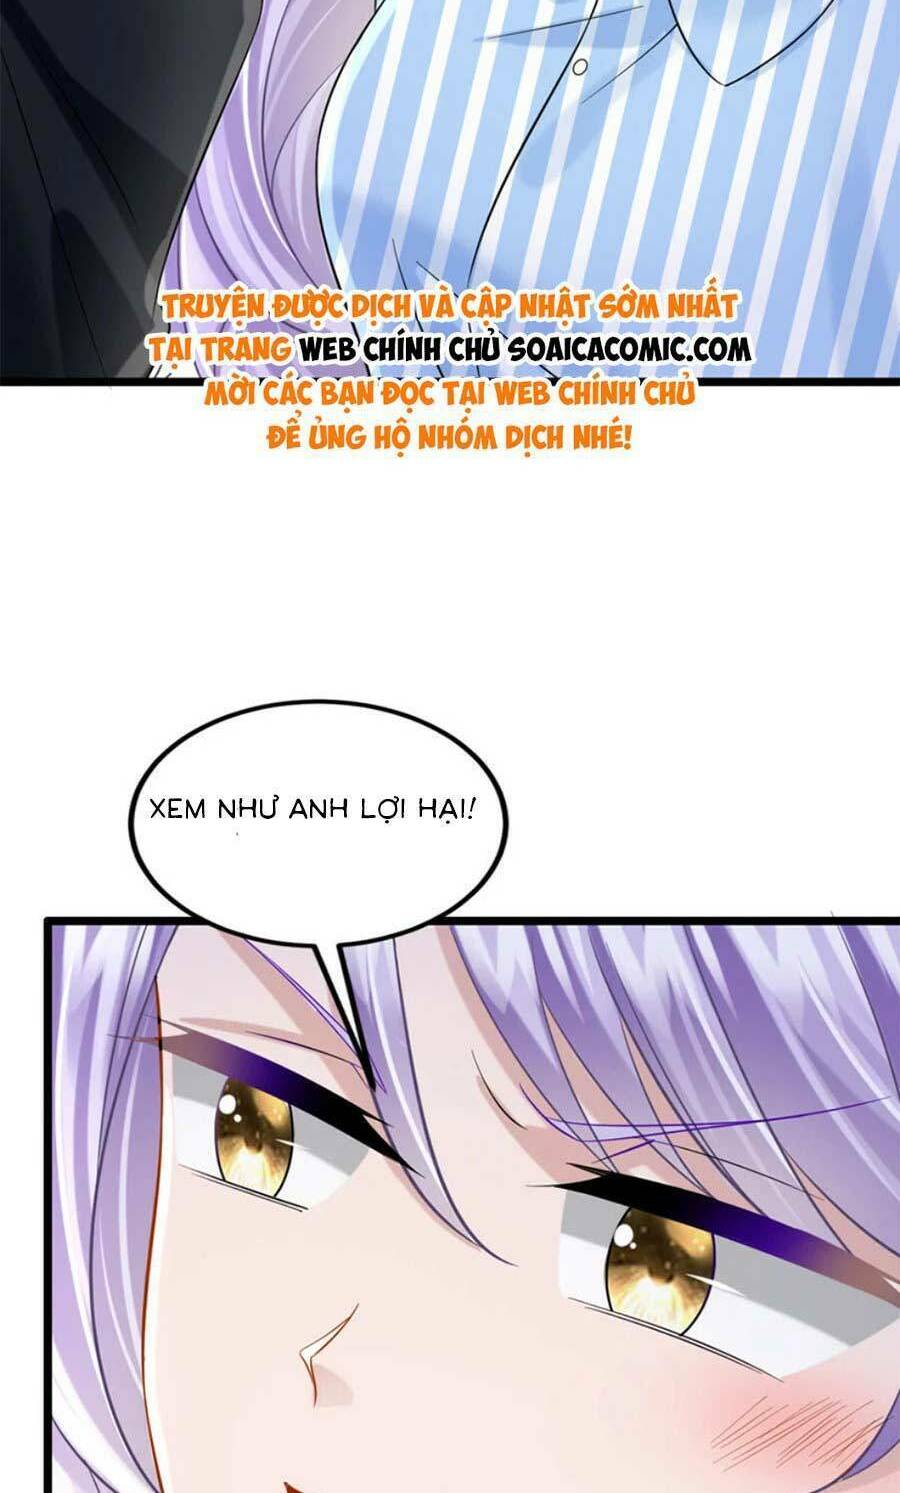 TRUYỆN ĐƯỢC DỊCH VÀ CẬP NHẬT SỚM NHẤT
TẠI TRANG WEB CHÍNH CHỦ SOAICACOMIC.COM
MỜI CÁC BẠN ĐỌC TẠI WEB CHÍNH CHỦ
ĐỂ ỦNG HỘ NHÓM DỊCH NHÉ!
XEM NHƯ ANH LỢI HẠI!